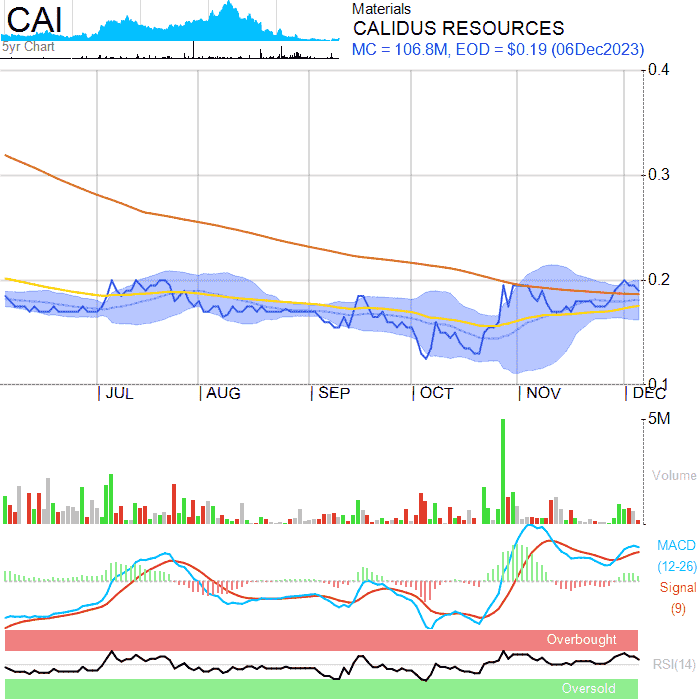 CAI
5yr Chart
Materials
CALIDUS RESOURCES
MC = 106.8M, EOD = $0.19 (06Dec2023)
0.4
0.3
0.2
0.1
JUL
AUG
SEP
OCT
NOV
DEC
5M
Volume
MACD
(12-26)
Signal
(9)
Overbought
RSI(14)
Oversold